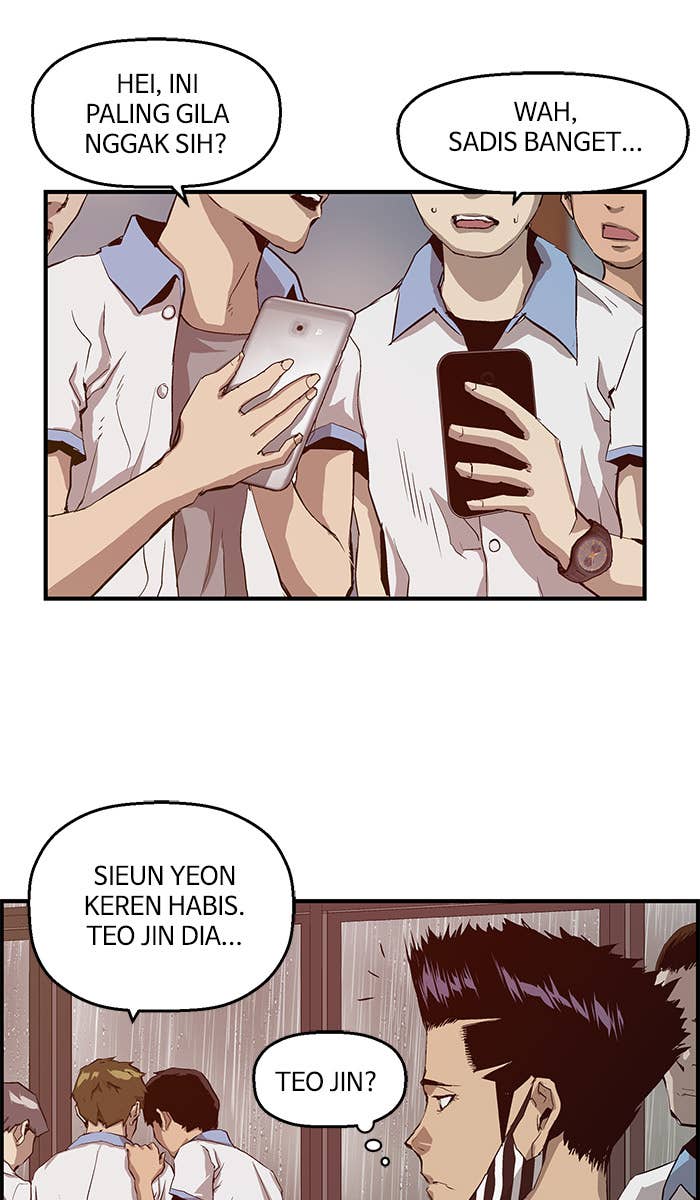 HEI, INI
PALING GILA
NGGAK SIH?
WAH,
SADIS BANGET...
SIEUN YEON
KEREN HABIS.
TEO JIN DIA...
TEO JIN?